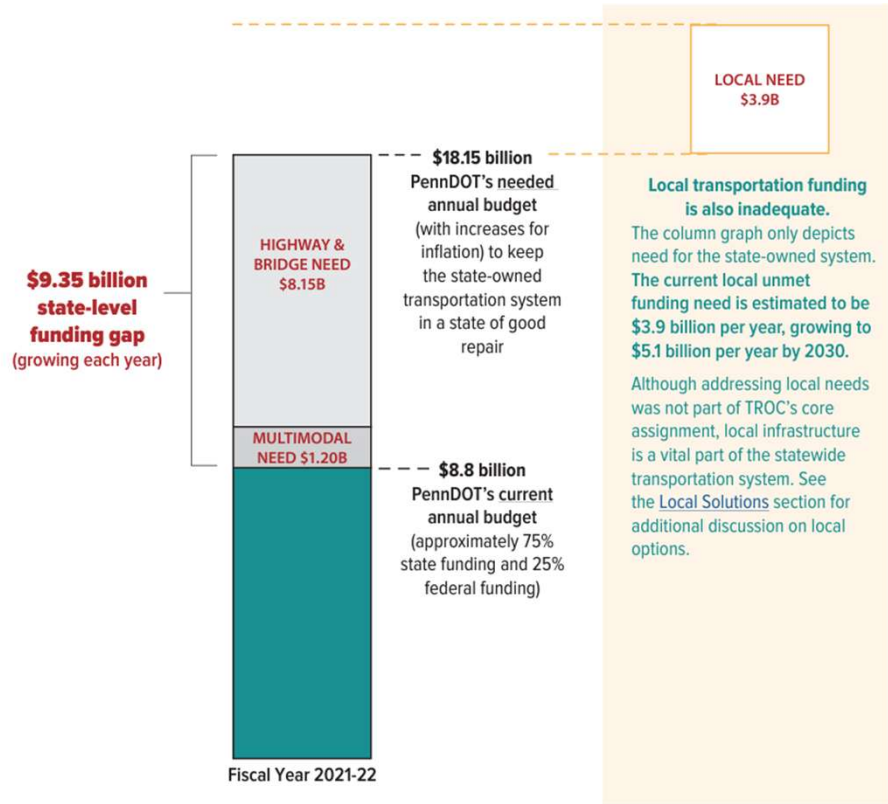 LOCAL NEED
$3.9B
$18.15 billion
PennDOT's needed
annual budget
(with increases for
inflation) to keep
the state-owned
transportation system
in a state of good
repair
HIGHWAY &
BRIDGE NEED
$8.15B
$9.35 billion
state-level
funding gap
(growing each year)
MULTIMODAL
NEED $1.20B
$8.8 billion
PennDOT's current
annual budget
(approximately 75%
state funding and 25%
federal funding)
Fiscal Year 2021-22
Local transportation funding
is also inadequate.
The column graph only depicts
need for the state-owned system.
The current local unmet
funding need is estimated to be
$3.9 billion per year, growing to
$5.1 billion per year by 2030.
Although addressing local needs
was not part of TROC's core
assignment, local infrastructure
is a vital part of the statewide
transportation system. See
the Local Solutions section for
additional discussion on local
options.